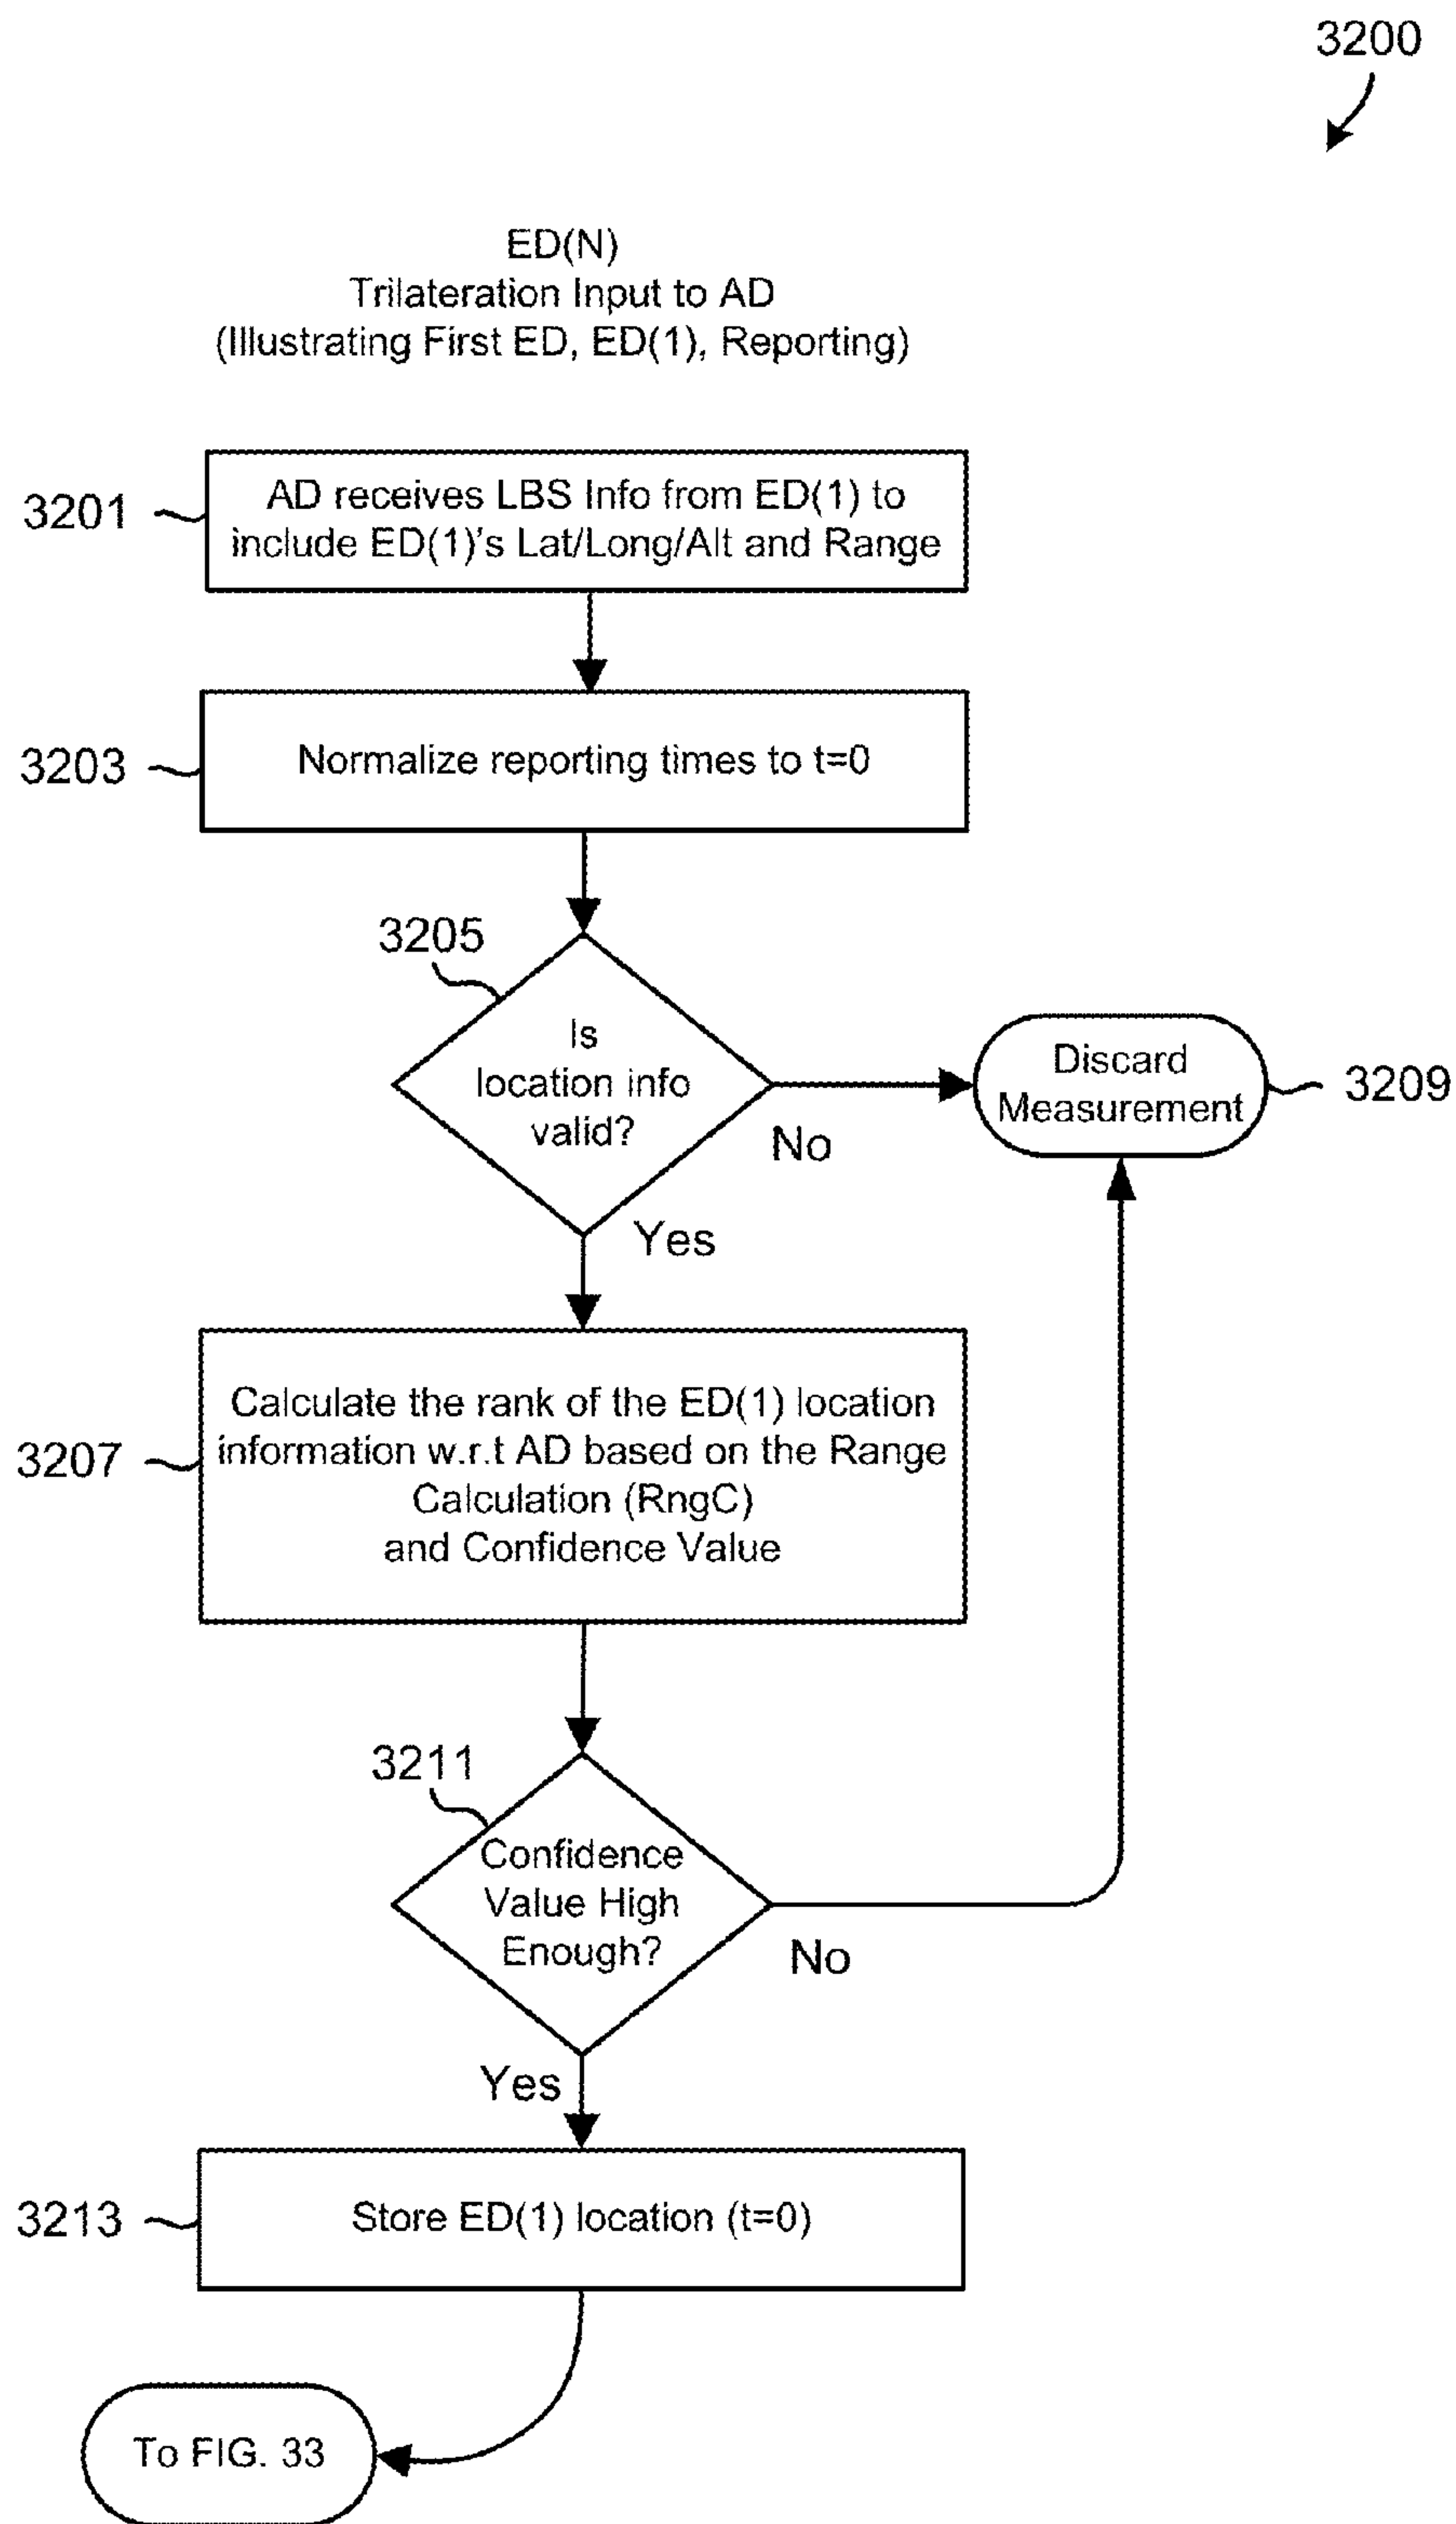 3200
ED(N)
Trilateration Input to AD
(Illustrating First ED, ED(1), Reporting)
3201
AD receives LBS Info from ED(1) to
include ED(1)'s Lat/Long/Alt and Range
3203
Normalize reporting times to t=0
3205
Is
location info
valid?
No
Discard
Measurement
3209
Yes
3207
Calculate the rank of the ED(1) location
information w.r.t AD based on the Range
Calculation (RngC)
and Confidence Value
3211
Confidence
Value High
Enough?
No
Yes
3213
Store ED(1) location (t=0)
To FIG. 33